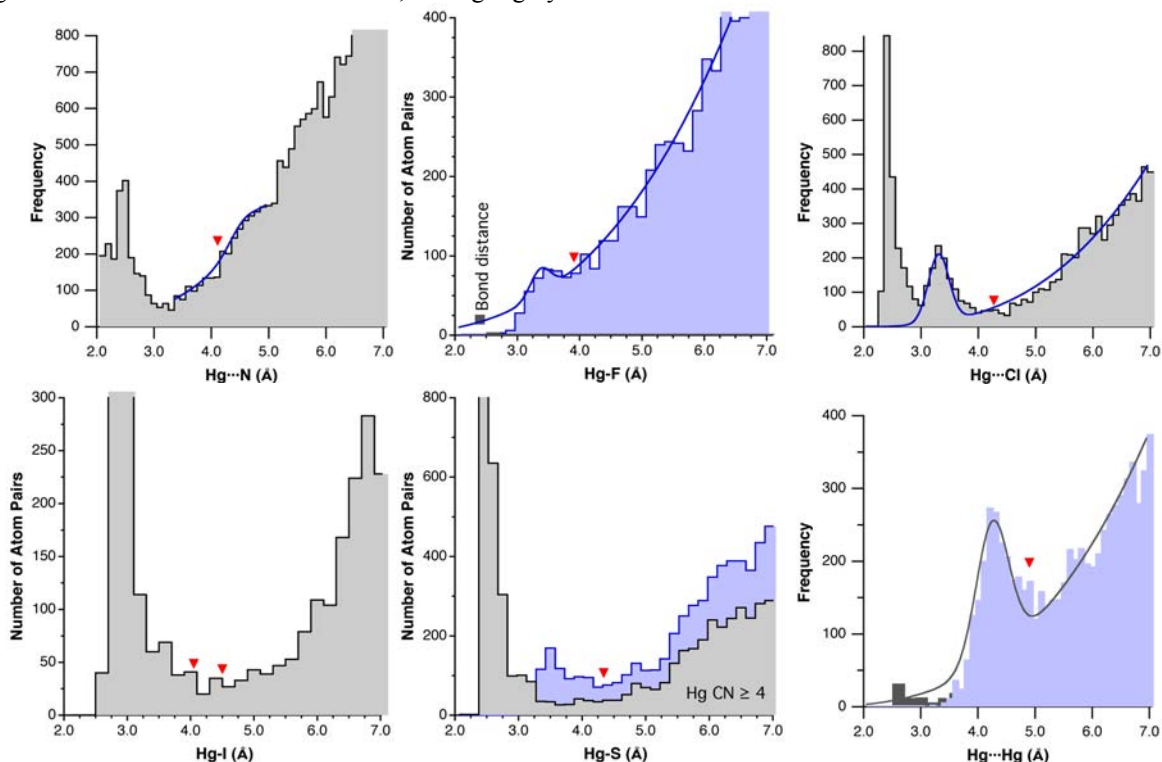 800
700
600
500
400
300
200
100
0
Frequency
2.0 3.0 4.0 5.0 6.0 7.0
Hg···N (Å)
400
300
200
100
0
Number of Atom Pairs
Bond distance
2.0 3.0 4.0 5.0 6.0 7.0
Hg-F (Å)
800
700
600
500
400
300
200
100
0
Frequency
2.0 3.0 4.0 5.0 6.0 7.0
Hg···Cl (Å)
300
250
200
150
100
50
0
Number of Atom Pairs
2.0 3.0 4.0 5.0 6.0 7.0
Hg-I (Å)
800
600
400
200
0
Number of Atom Pairs
Hg CN ≥ 4
2.0 3.0 4.0 5.0 6.0 7.0
Hg-S (Å)
400
300
200
100
0
Frequency
2.0 3.0 4.0 5.0 6.0 7.0
Hg···Hg (Å)